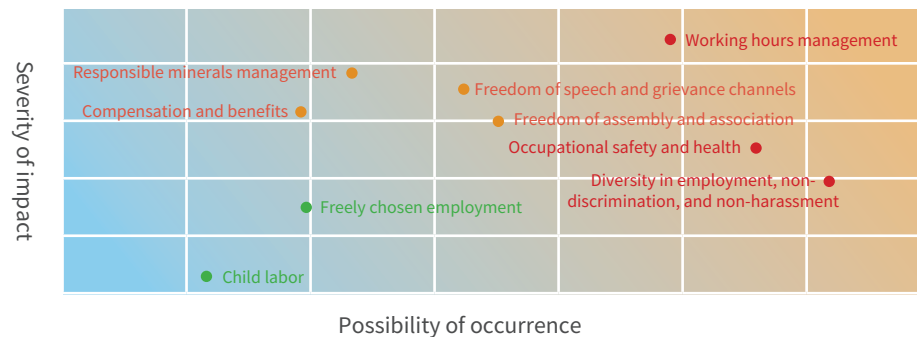 Severity of impact
Working hours management
Responsible minerals management
Freedom of speech and grievance channels
Compensation and benefits
Freedom of assembly and association
Occupational safety and health
Diversity in employment, non-
discrimination, and non-harassment
Freely chosen employment
Child labor
Possibility of occurrence